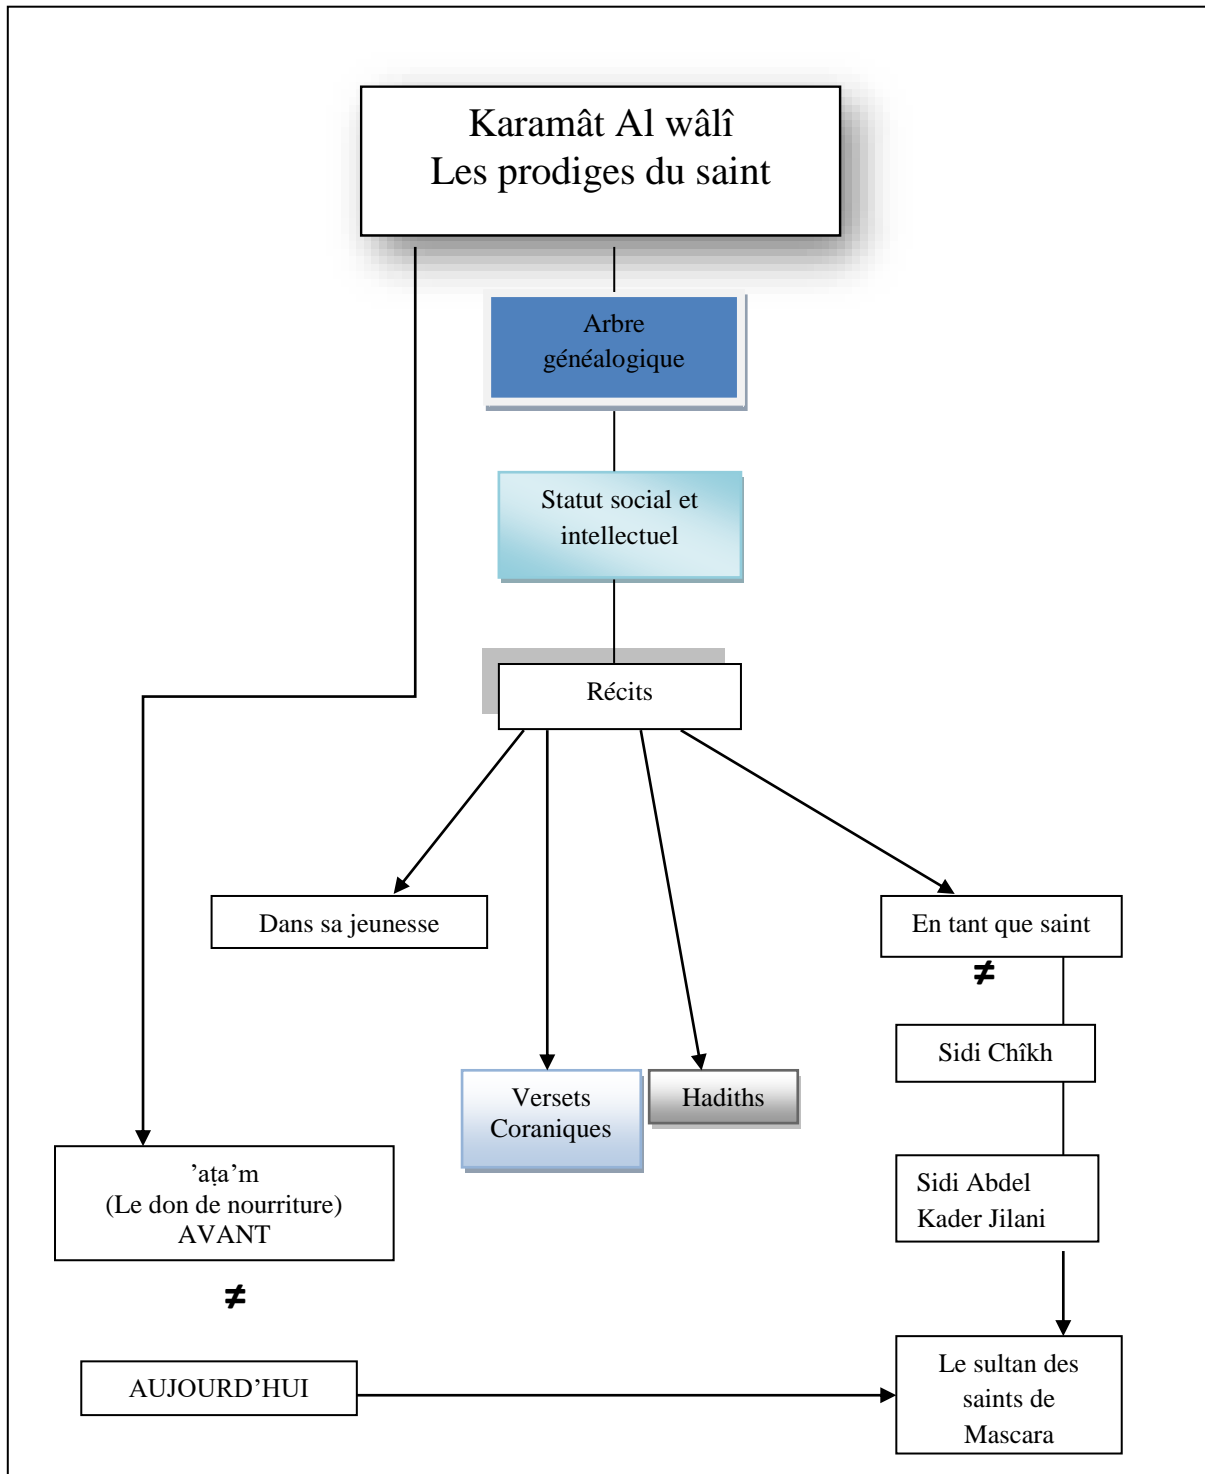 Karamât Al wâlî
Les prodiges du saint
Arbre
généalogique
Statut social et
intellectuel
Récits
Dans sa jeunesse
En tant que saint
≠
Sidi Chîkh
Versets
Coraniques
Hadiths
’aṭa’m
(Le don de nourriture)
AVANT
Sidi Abdel
Kader Jilani
≠
AUJOURD’HUI
Le sultan des
saints de
Mascara